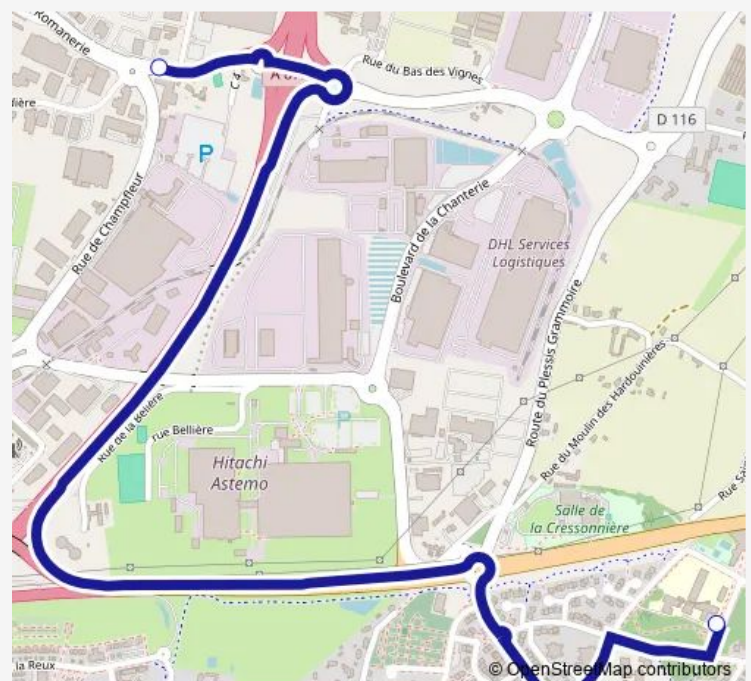 Romanerie
Rue du Bas des Vignes
C 4
D 116
P
Rue de Champfleur
Boulevard de la Chanterie
DHL Services
Logistiques
Route du Plessis Grammoire
Rue du Moulin des Hardouinières
Rue de la Bellère
rue Bellière
P
Hitachi
Astemo
Salle de
la Cressonnière
la Reux
© OpenStreetMap contributors